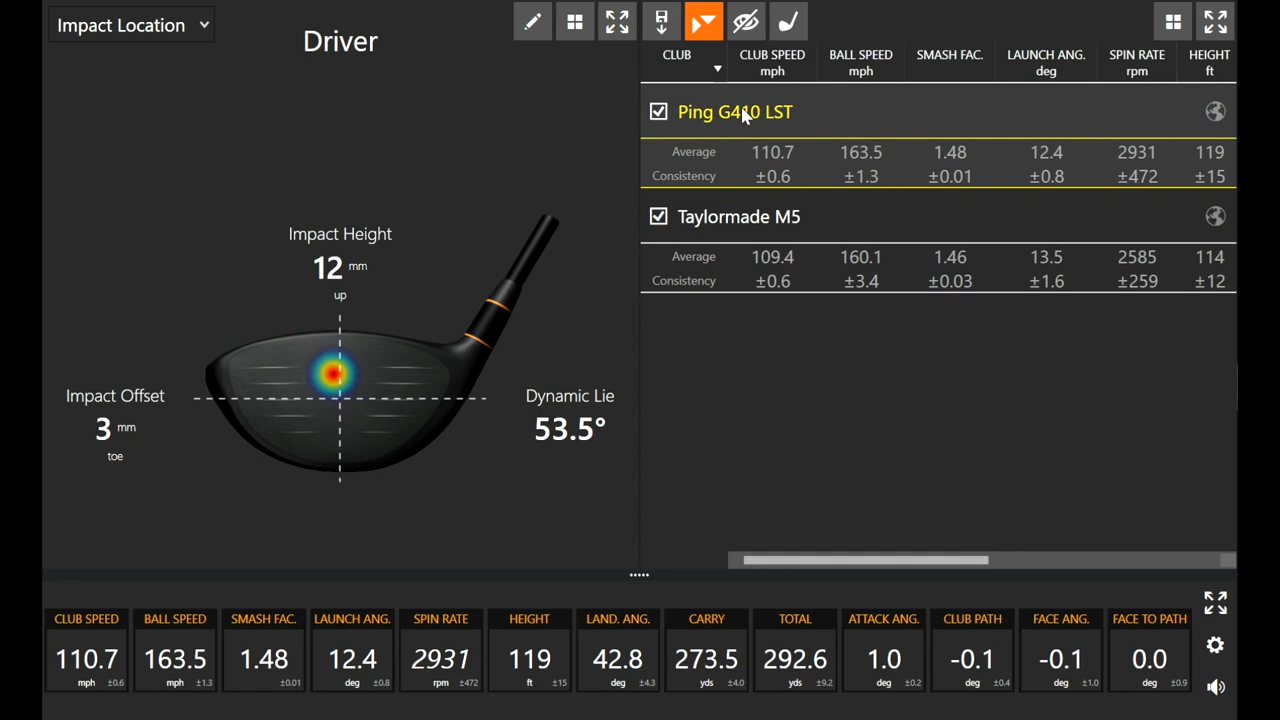 Impact Location
Driver
Impact Height
12 mm
up
Impact Offset
3 mm
toe
Dynamic Lie
53.5°
CLUB CLUB SPEED BALL SPEED SMASH FAC. LAUNCH ANG. SPIN RATE HEIGHT
mph mph deg rpm ft
Ping G410 LST
Average 110.7 163.5 1.48 12.4 2931 119
Consistency ±0.6 ±1.3 ±0.01 ±0.8 ±472 ±15
Taylormade M5
Average 109.4 160.1 1.46 13.5 2585 114
Consistency ±0.6 ±3.4 ±0.03 ±1.6 ±259 ±12
CLUB SPEED BALL SPEED SMASH FAC. LAUNCH ANG. SPIN RATE HEIGHT LAND. ANG. CARRY TOTAL ATTACK ANG. CLUB PATH FACE ANG. FACE TO PATH
110.7 163.5 1.48 12.4 2931 119 42.8 273.5 292.6 1.0 -0.1 -0.1 0.0
mph ±0.6 mph ±1.3 ±0.01 deg ±0.8 rpm ±472 ft ±15 deg ±4.3 yds ±4.0 yds ±9.2 deg ±0.2 deg ±0.4 deg ±1.0 deg ±0.9